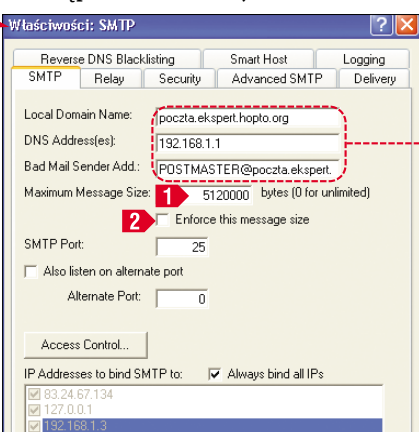 Właściwości: SMTP
Reverse DNS Blacklisting Smart Host Logging
SMTP Relay Security Advanced SMTP Delivery
Local Domain Name: poczta.ekspert.hopto.org
DNS Address(es): 192.168.1.1
Bad Mail Sender Add.: POSTMASTER@poczta.ekspert.
Maximum Message Size: 1 5120000 bytes (0 for unlimited)
2 Enforce this message size
SMTP Port: 25
Also listen on alternate port
Alternate Port: 0
Access Control...
IP Addresses to bind SMTP to: Always bind all IPs
83.24.67.134
127.0.0.1
192.168.1.3